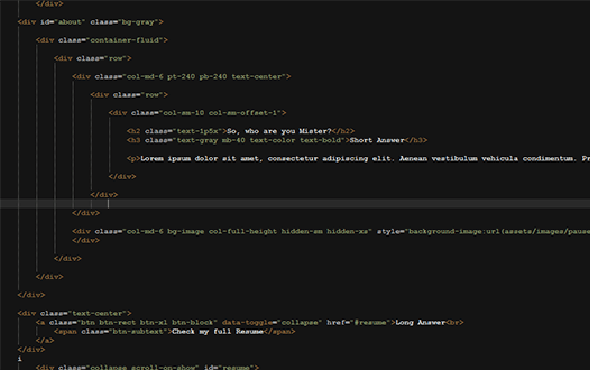 </div>
<div id="about" class="bg-gray">
<div class="container-fluid">
<div class="row">
<div class="col-md-6 pt-240 pb-240 text-center">
<div class="row">
<div class="col-sm-10 col-sm-offset-1">
<h2 class="text-1p5x">So, who are you Mister?</h2>
<h3 class="text-gray mb-40 text-color text-bold">Short Answer</h3>
<p>Lorem ipsum dolor sit amet, consectetur adipiscing elit. Aenean vestibulum vehicula condimentum. Pr
</div>
</div>
</div>
<div class="col-md-6 bg-image col-full-height hidden-sm hidden-xs" style="background-image:url(assets/images/pause
</div>
</div>
</div>
</div>
<div class="text-center">
<a class="btn btn-rect btn-xl btn-block" data-toggle="collapse" href="#resume">Long Answer<br>
<span class="btn-subtext">Check my full Resume</span>
</a>
</div>
i
<div class="collapse scroll-on-show" id="resume">